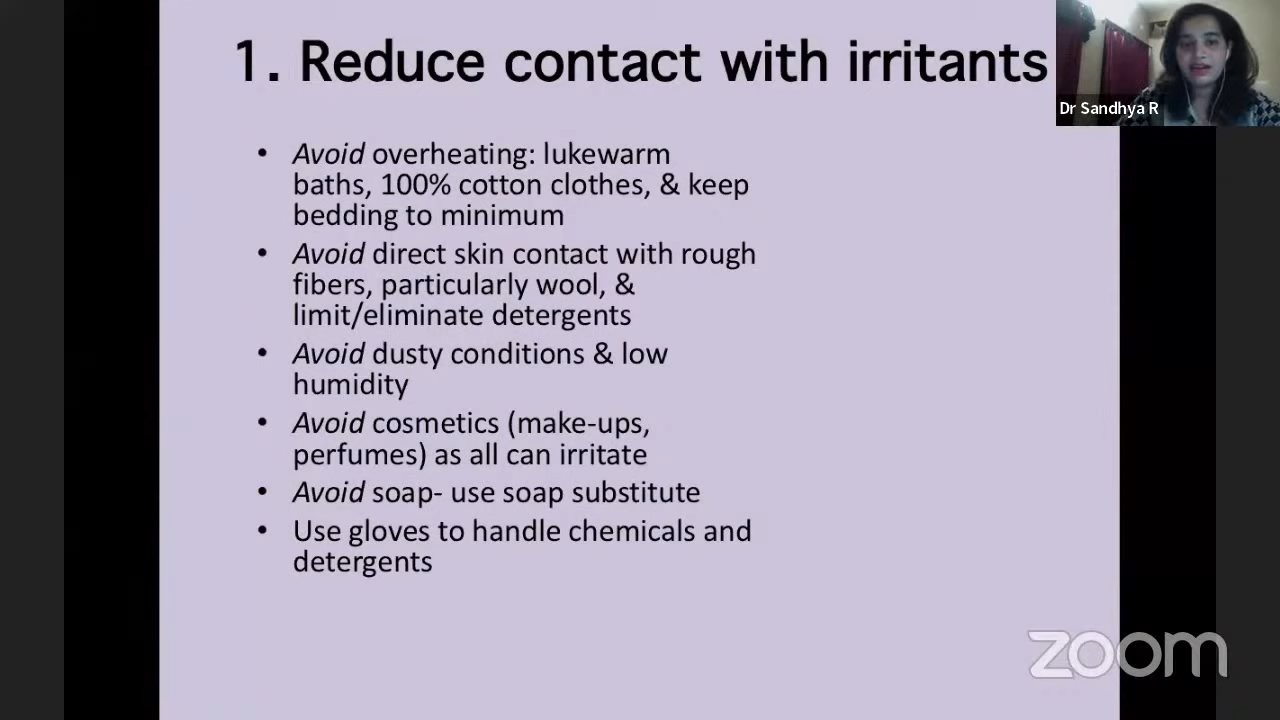 1. Reduce contact with irritants
Dr Sandhya R
• Avoid overheating: lukewarm
baths, 100% cotton clothes, & keep
bedding to minimum
• Avoid direct skin contact with rough
fibers, particularly wool, &
limit/eliminate detergents
• Avoid dusty conditions & low
humidity
• Avoid cosmetics (make-ups,
perfumes) as all can irritate
• Avoid soap- use soap substitute
• Use gloves to handle chemicals and
detergents
zoom